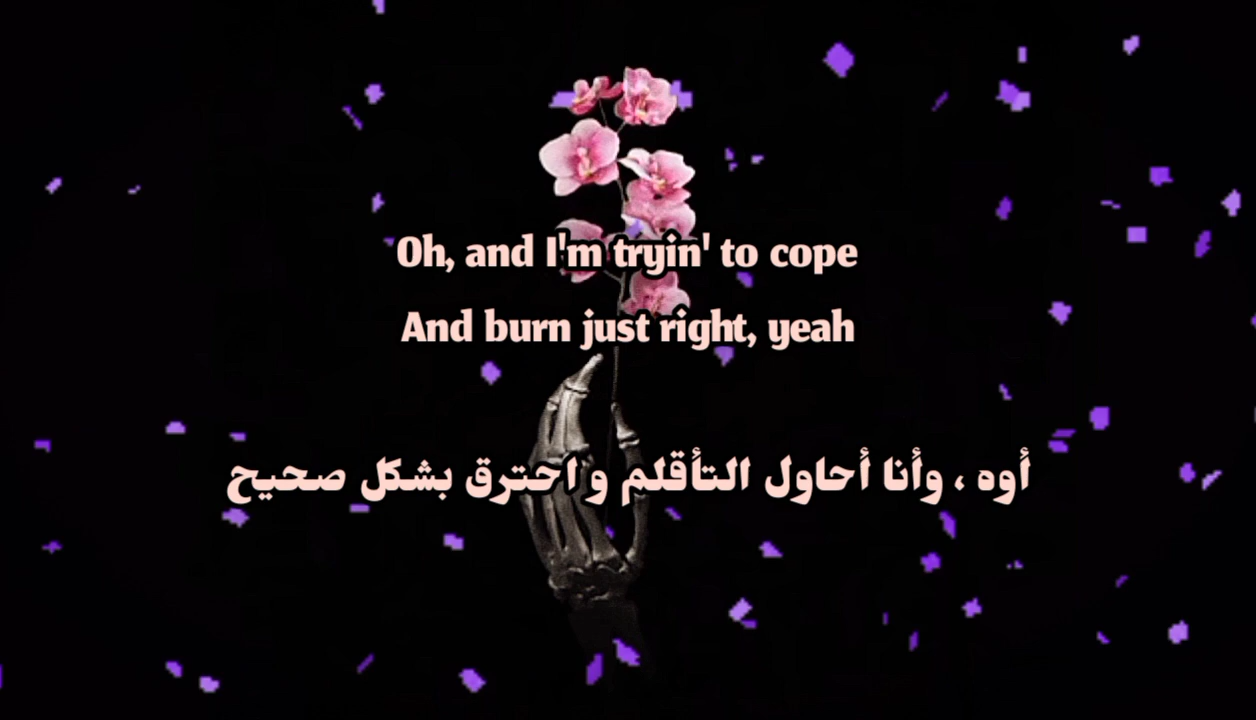 Oh, and I'm tryin' to cope
And burn just right, yeah
أوه ، وأنا أحاول التأقلم و احترق بشكل صحيح